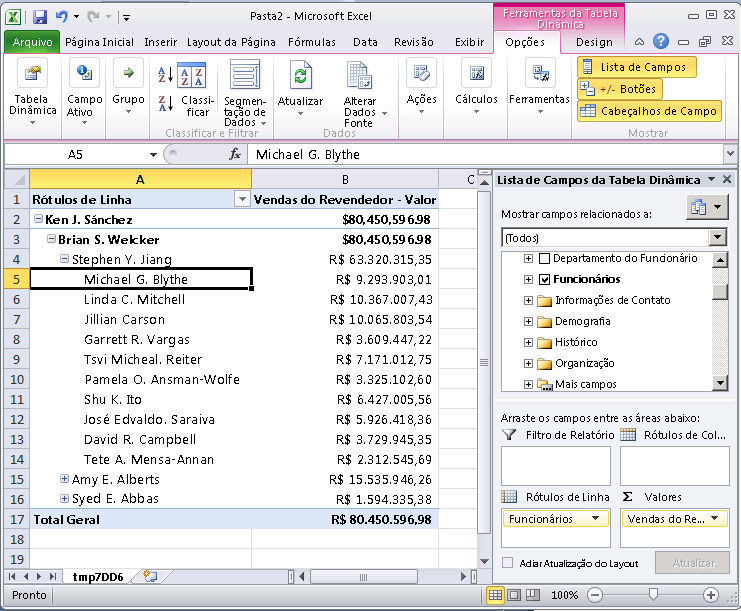 Pasta2 - Microsoft Excel
Ferramentas da Tabela Dinâmica
Arquivo Página Inicial Inserir Layout da Página Fórmulas Data Revisão Exibir Opções Design
Tabela Dinâmica
Campo Ativo
Grupo
Classi-ficar
Segmen-tação de Dados
Classificar e Filtrar
Atualizar
Alterar Dados Fonte
Dados
Ações
Cálculos
Ferramentas
Lista de Campos
+/- Botões
Cabeçalhos de Campo
Mostrar
A5 fx Michael G. Blythe
A B C
1 Rótulos de Linha Vendas do Revendedor - Valor
2 Ken J. Sánchez $80,450,596.98
3 Brian S. Welcker $80,450,596.98
4 Stephen Y. Jiang R$ 63.320.315,35
5 Michael G. Blythe R$ 9.293.903,01
6 Linda C. Mitchell R$ 10.367.007,43
7 Jillian Carson R$ 10.065.803,54
8 Garrett R. Vargas R$ 3.609.447,22
9 Tsvi Micheal. Reiter R$ 7.171.012,75
10 Pamela O. Ansman-Wolfe R$ 3.325.102,60
11 Shu K. Ito R$ 6.427.005,56
12 José Edvaldo. Saraiva R$ 5.926.418,36
13 David R. Campbell R$ 3.729.945,35
14 Tete A. Mensa-Annan R$ 2.312.545,69
15 Amy E. Alberts R$ 15.535.946,26
16 Syed E. Abbas R$ 1.594.335,38
17 Total Geral R$ 80.450.596,98
18
19
tmp7DD6
Pronto 100%
Lista de Campos da Tabela Dinâmica
Mostrar campos relacionados a:
(Todos)
Departamento do Funcionário
Funcionários
Informações de Contato
Demografia
Histórico
Organização
Mais campos
Arraste os campos entre as áreas abaixo:
Filtro de Relatório Rótulos de Col...
Rótulos de Linha Σ Valores
Funcionários Vendas do Re...
Adiar Atualização do Layout Atualizar